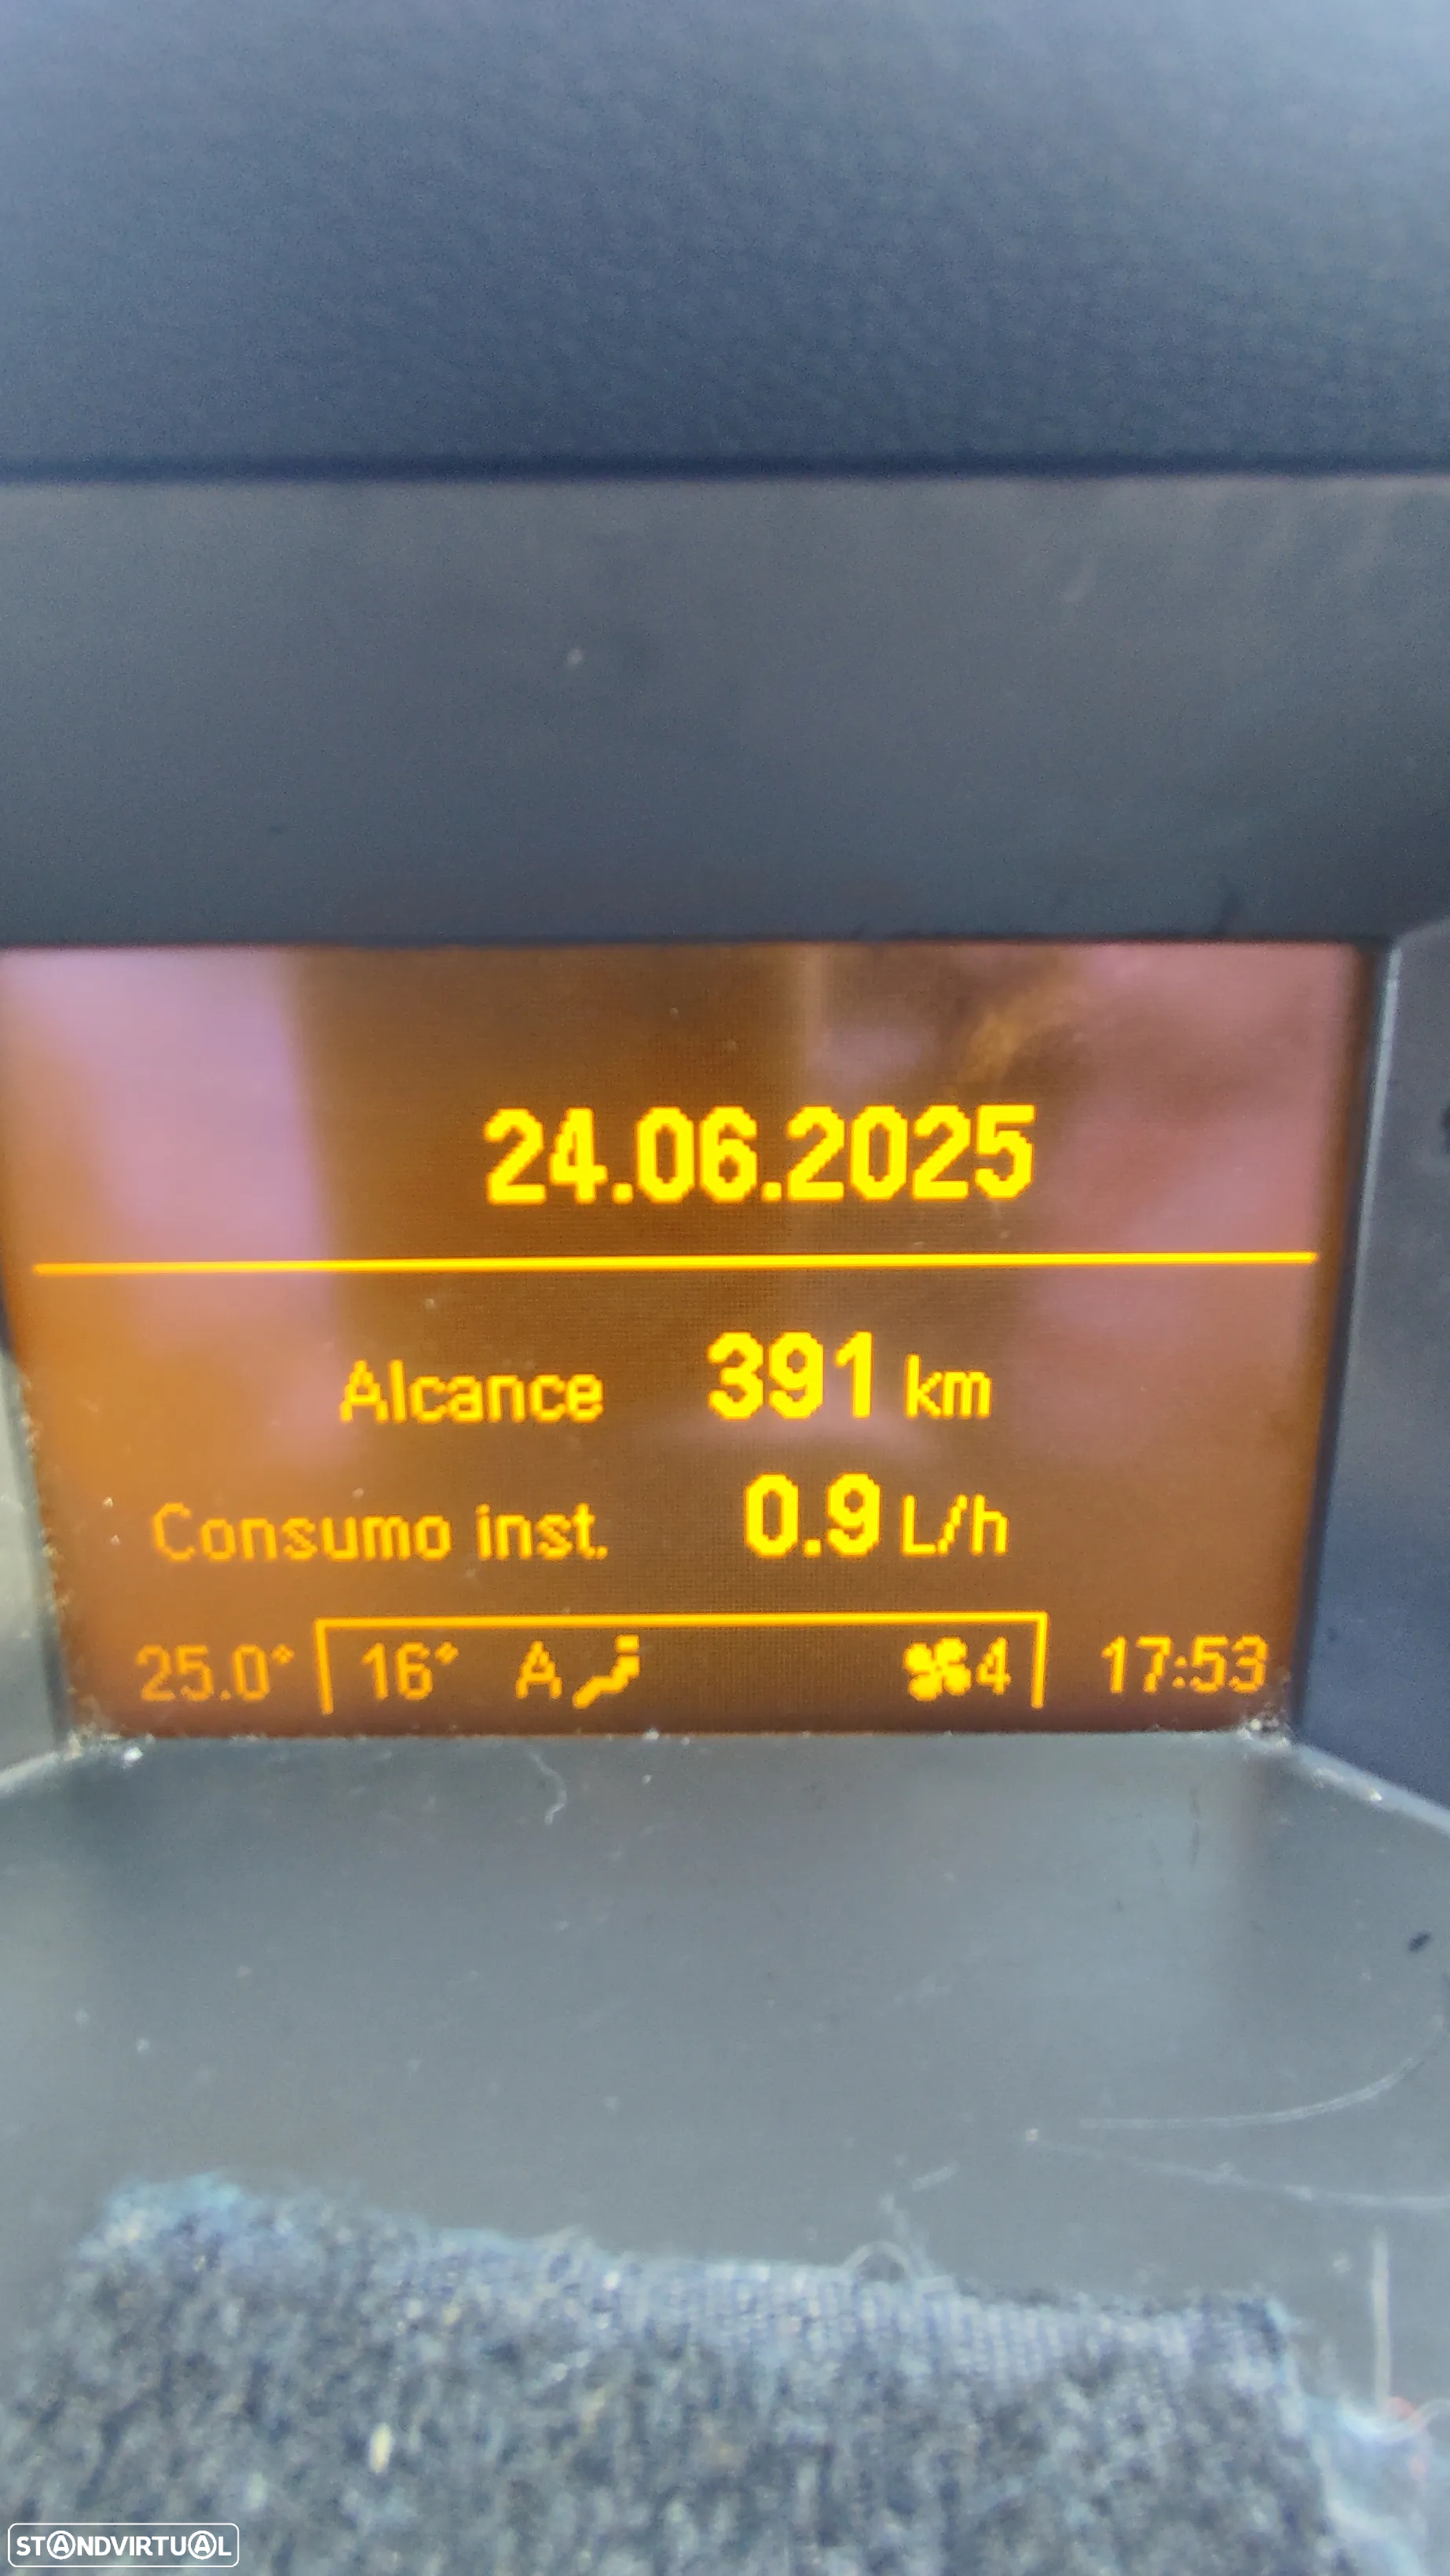 24.06.2025
Alcance 391 km
Consumo inst. 0.9 L/h
25.0° 16° A 4 17:53
STANDVIRTUAL